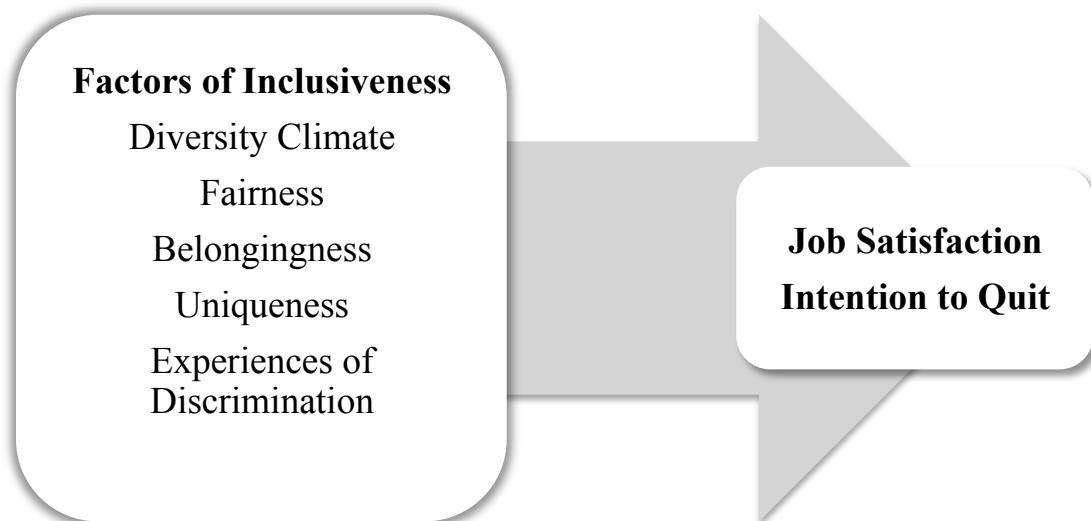 Factors of Inclusiveness
Diversity Climate
Fairness
Belongingness
Uniqueness
Experiences of
Discrimination
Job Satisfaction
Intention to Quit